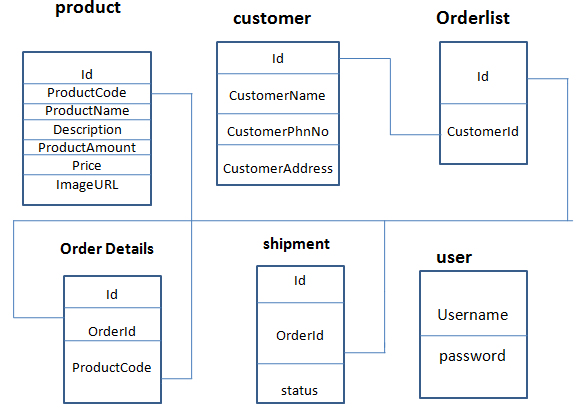 product
Id
ProductCode
ProductName
Description
ProductAmount
Price
ImageURL
customer
Id
CustomerName
CustomerPhnNo
CustomerAddress
Orderlist
Id
CustomerId
Order Details
Id
OrderId
ProductCode
shipment
Id
OrderId
status
user
Username
password